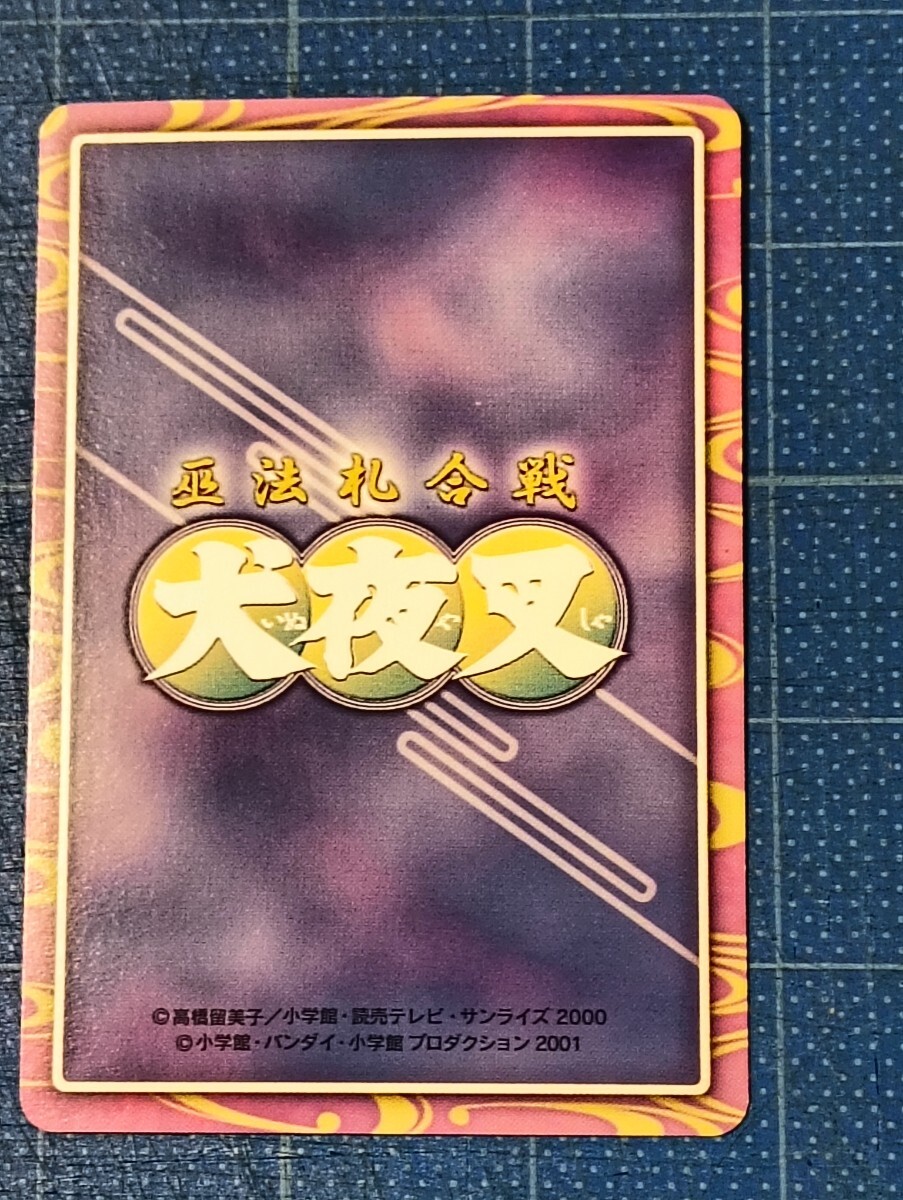 巫法札合戦
犬夜叉
いぬ や しゃ
©高橋留美子／小学館・読売テレビ・サンライズ 2000
©小学館・バンダイ・小学館 プロダクション 2001